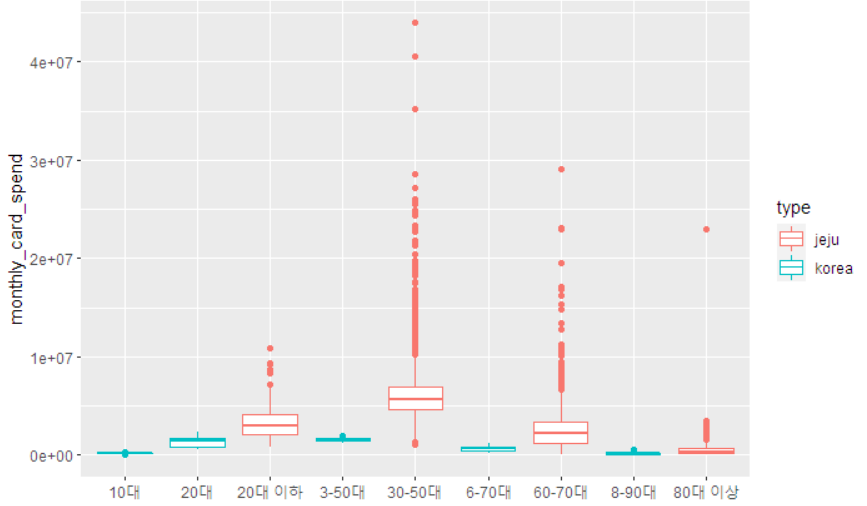 monthly_card_spend
4e+07
3e+07
2e+07
1e+07
0e+00
10대 20대 20대 이하 3-50대 30-50대 6-70대 60-70대 8-90대 80대 이상
type
jeju
korea